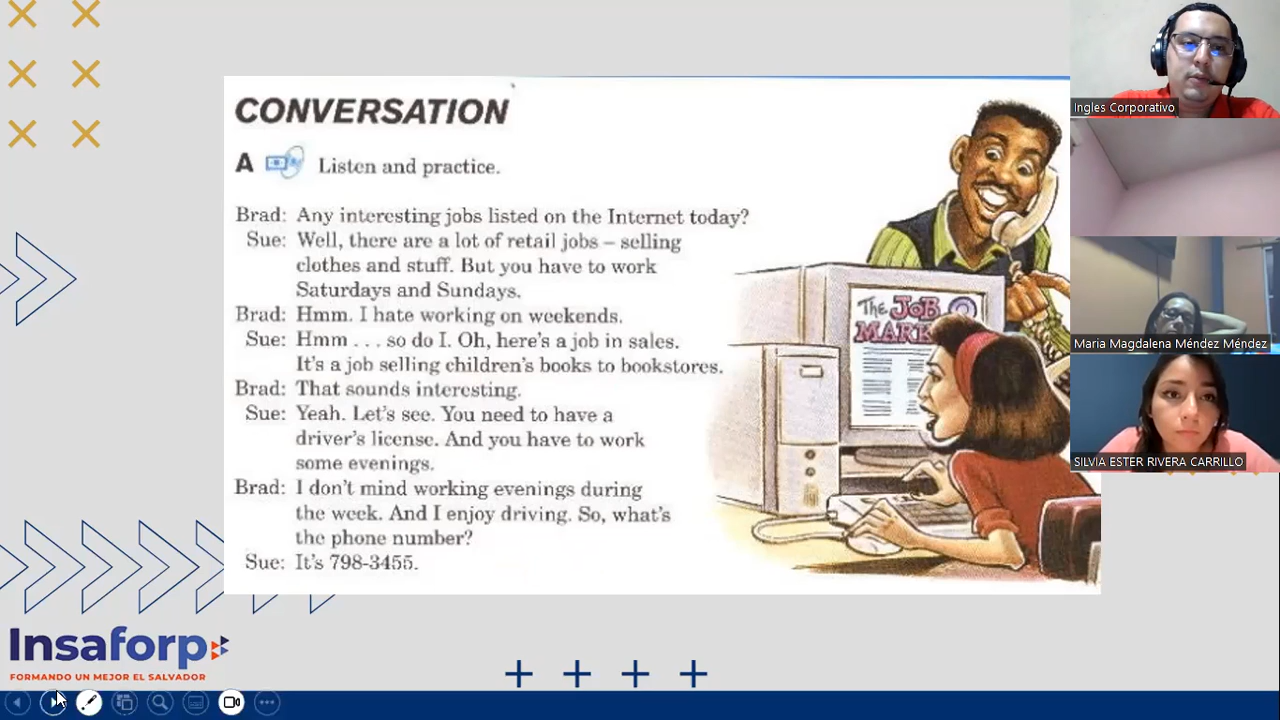 CONVERSATION
A Listen and practice.
Brad: Any interesting jobs listed on the Internet today?
Sue: Well, there are a lot of retail jobs – selling
clothes and stuff. But you have to work
Saturdays and Sundays.
Brad: Hmm. I hate working on weekends.
Sue: Hmm . . . so do I. Oh, here's a job in sales.
It's a job selling children's books to bookstores.
Brad: That sounds interesting.
Sue: Yeah. Let's see. You need to have a
driver's license. And you have to work
some evenings.
Brad: I don't mind working evenings during
the week. And I enjoy driving. So, what's
the phone number?
Sue: It's 798-3455.
The JOB
Insaforp
FORMANDO UN MEJOR EL SALVADOR
Ingles Corporativo
Maria Magdalena Méndez Méndez
SILVIA ESTER RIVERA CARRILLO